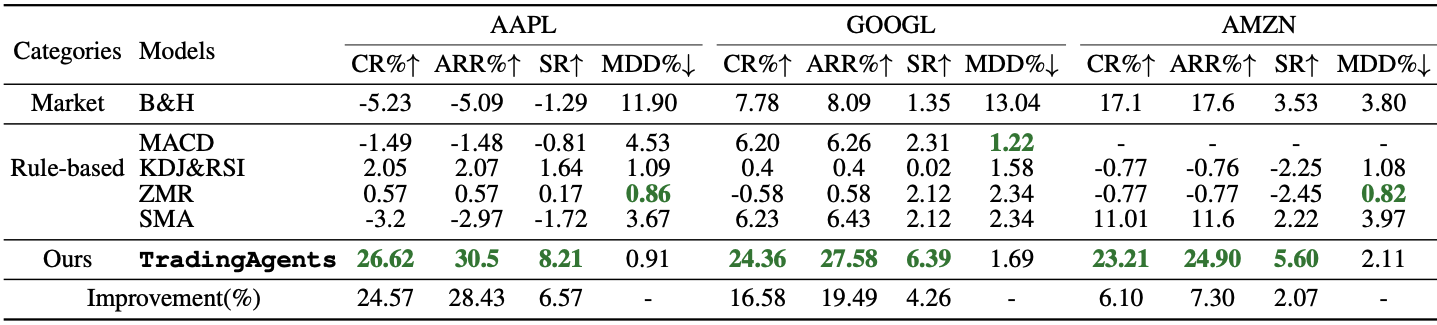 AAPL GOOGL AMZN
Categories Models
CR%↑ ARR%↑ SR↑ MDD%↓ CR%↑ ARR%↑ SR↑ MDD%↓ CR%↑ ARR%↑ SR↑ MDD%↓
Market B&H -5.23 -5.09 -1.29 11.90 7.78 8.09 1.35 13.04 17.1 17.6 3.53 3.80
MACD -1.49 -1.48 -0.81 4.53 6.20 6.26 2.31 1.22 - - - -
Rule-based KDJ&RSI 2.05 2.07 1.64 1.09 0.4 0.4 0.02 1.58 -0.77 -0.76 -2.25 1.08
ZMR 0.57 0.57 0.17 0.86 -0.58 0.58 2.12 2.34 -0.77 -0.77 -2.45 0.82
SMA -3.2 -2.97 -1.72 3.67 6.23 6.43 2.12 2.34 11.01 11.6 2.22 3.97
Ours TradingAgents 26.62 30.5 8.21 0.91 24.36 27.58 6.39 1.69 23.21 24.90 5.60 2.11
Improvement(%) 24.57 28.43 6.57 - 16.58 19.49 4.26 - 6.10 7.30 2.07 -